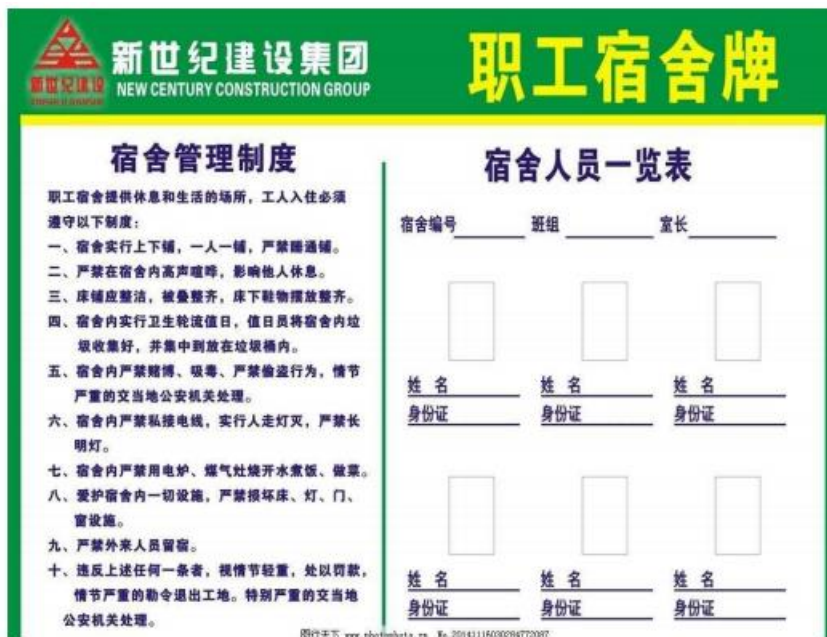 新世纪建设
新世纪建设集团
NEW CENTURY CONSTRUCTION GROUP
职工宿舍牌
宿舍管理制度
职工宿舍提供休息和生活的场所，工人入住必须
遵守以下制度：
一、宿舍实行上下铺，一人一铺，严禁睡通铺。
二、严禁在宿舍内高声喧哗，影响他人休息。
三、床铺应整洁，被叠整齐，床下鞋物摆放整齐。
四、宿舍内实行卫生轮流值日，值日员将宿舍内垃
圾收集好，并集中到放在垃圾桶内。
五、宿舍内严禁赌博、吸毒、严禁偷盗行为，情节
严重的交当地公安机关处理。
六、宿舍内严禁私接电线，实行人走灯灭，严禁长
明灯。
七、宿舍内严禁用电炉、煤气灶烧开水煮饭、做菜。
八、爱护宿舍内一切设施，严禁损坏床、灯、门、
窗设施。
九、严禁外来人员留宿。
十、违反上述任何一条者，视情节轻重，处以罚款，
情节严重的勒令退出工地。特别严重的交当地
公安机关处理。
宿舍人员一览表
宿舍编号 班组 室长
姓 名 姓 名 姓 名
身份证 身份证 身份证
姓 名 姓 名 姓 名
身份证 身份证 身份证